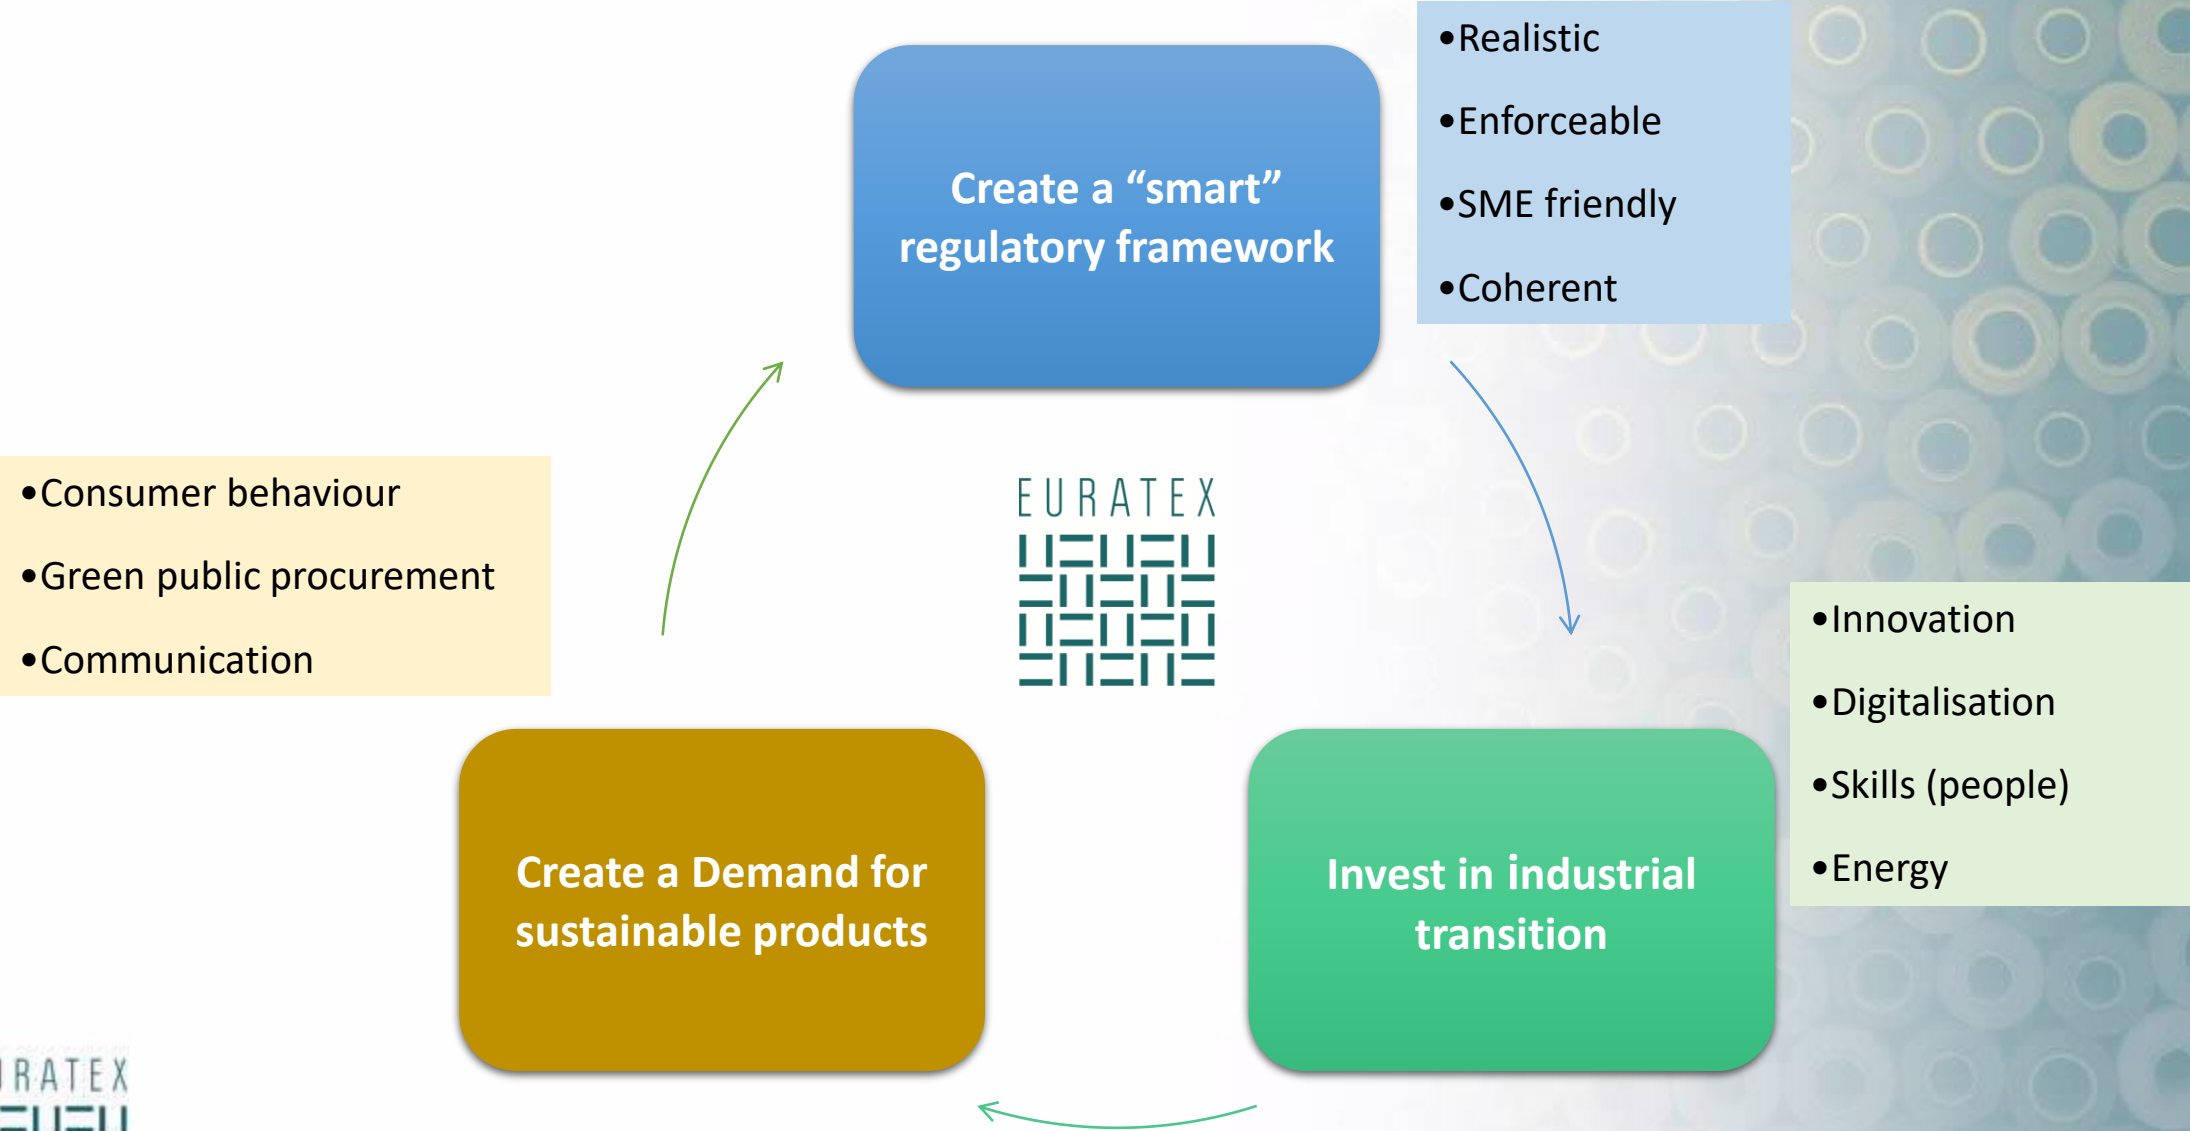 Create a “smart”
regulatory framework
•Realistic
•Enforceable
•SME friendly
•Coherent
•Consumer behaviour
•Green public procurement
•Communication
EURATEX
•Innovation
•Digitalisation
•Skills (people)
•Energy
Create a Demand for
sustainable products
Invest in industrial
transition
RATEX